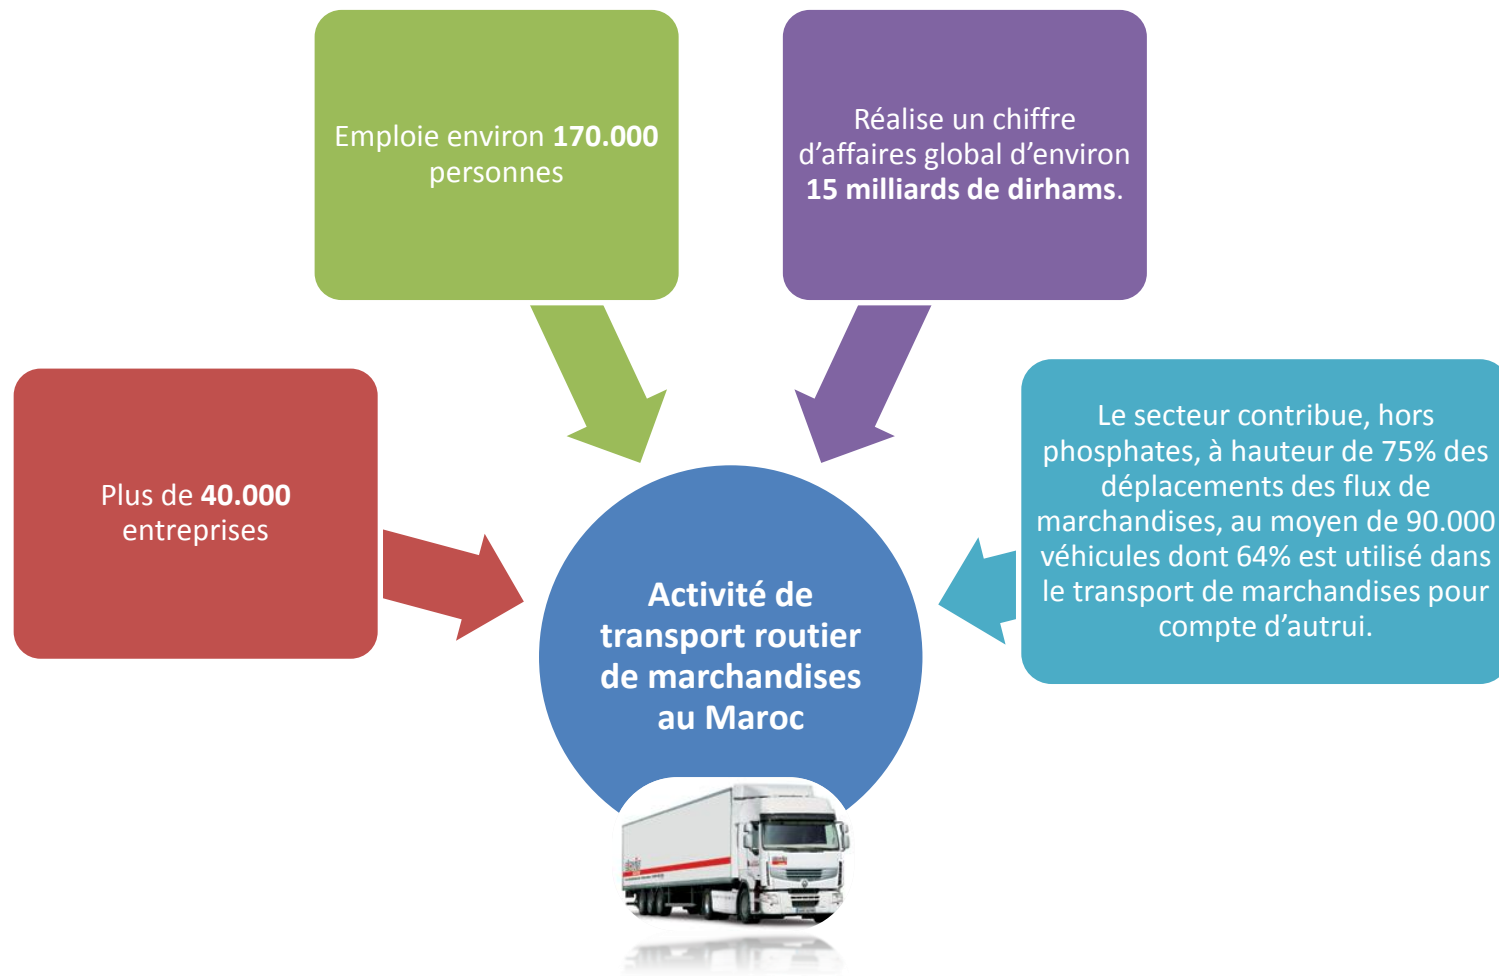 Emploie environ 170.000
personnes
Réalise un chiffre
d’affaires global d’environ
15 milliards de dirhams.
Plus de 40.000
entreprises
Le secteur contribue, hors
phosphates, à hauteur de 75% des
déplacements des flux de
marchandises, au moyen de 90.000
véhicules dont 64% est utilisé dans
le transport de marchandises pour
compte d’autrui.
Activité de
transport routier
de marchandises
au Maroc